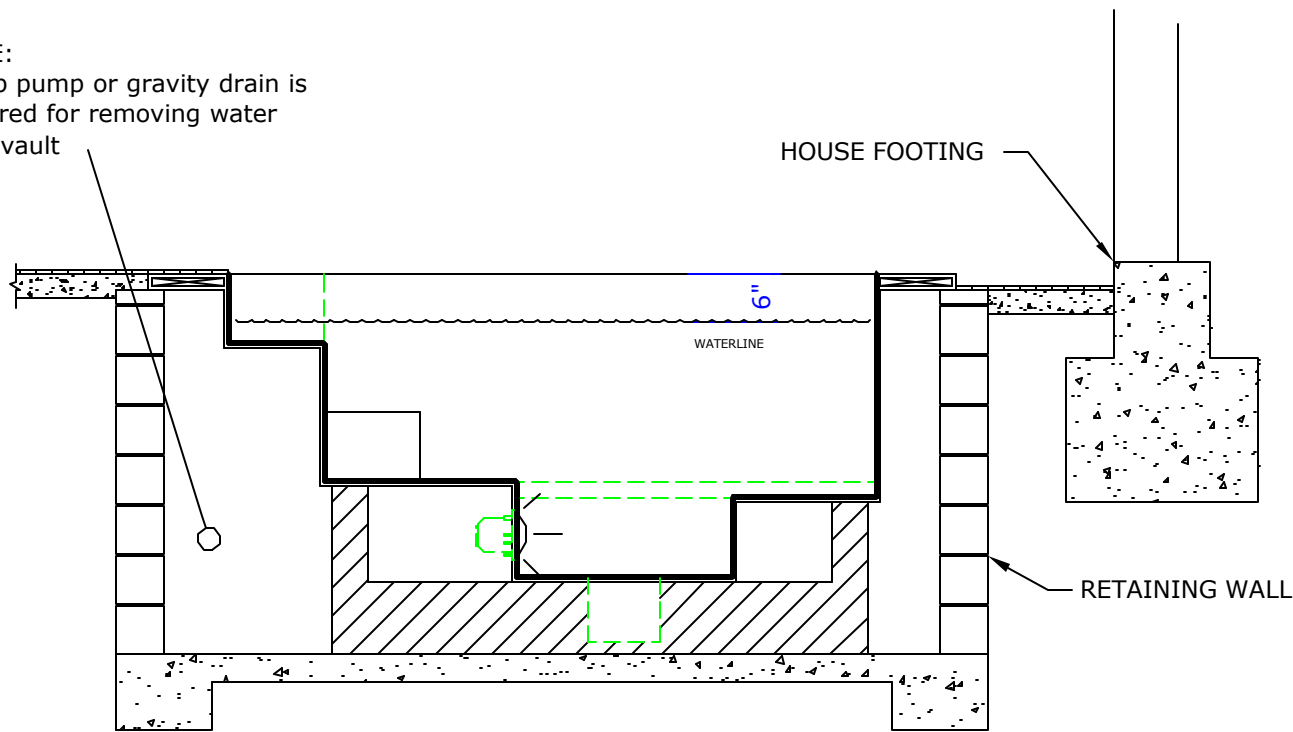 E:
p pump or gravity drain is
red for removing water
vault
HOUSE FOOTING
6"
WATERLINE
RETAINING WALL